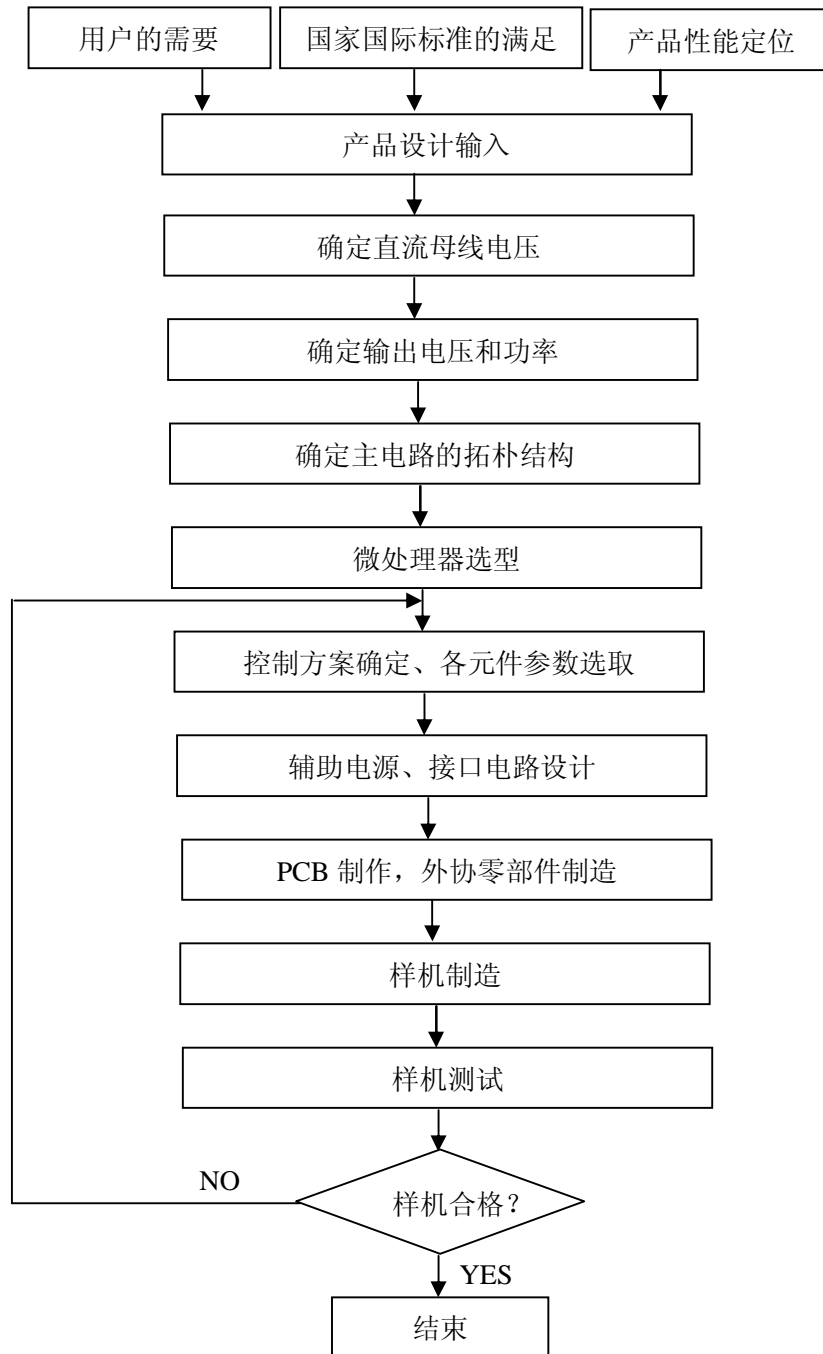 用户的需要
国家国际标准的满足
产品性能定位
产品设计输入
确定直流母线电压
确定输出电压和功率
确定主电路的拓朴结构
微处理器选型
控制方案确定、各元件参数选取
辅助电源、接口电路设计
PCB 制作，外协零部件制造
样机制造
样机测试
NO
样机合格？
YES
结束